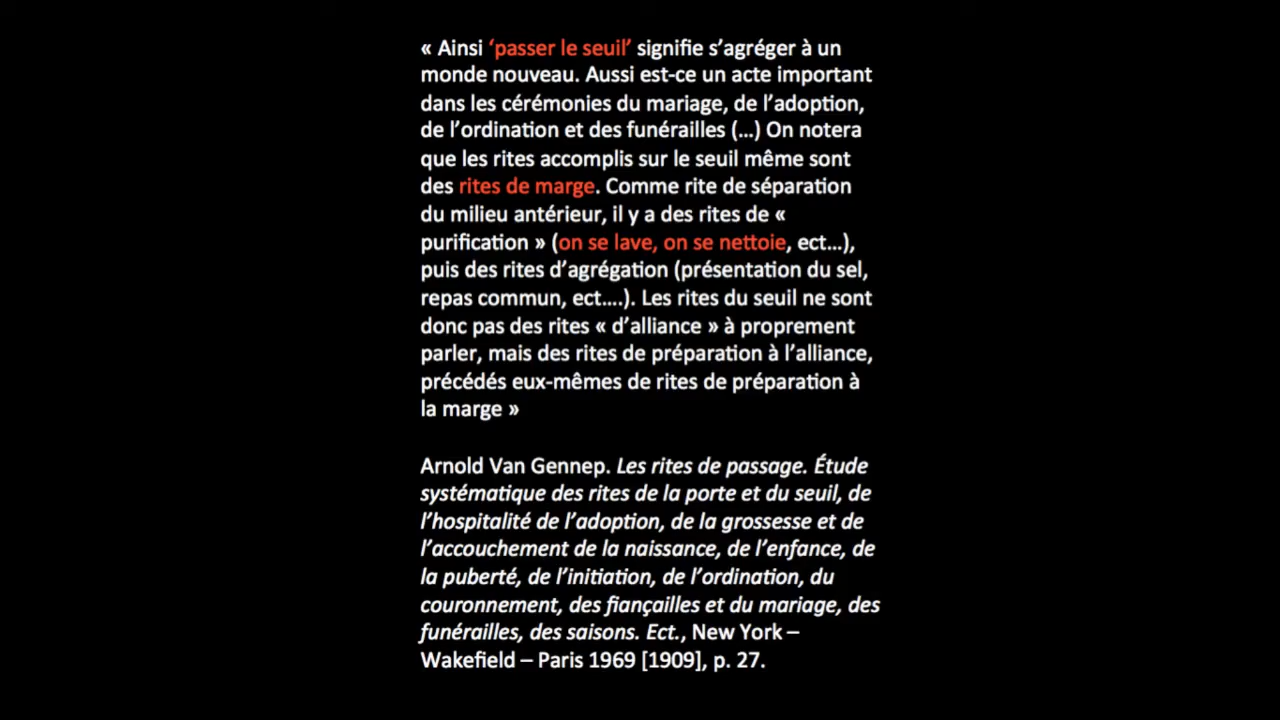 « Ainsi ‘passer le seuil’ signifie s’agréger à un
monde nouveau. Aussi est-ce un acte important
dans les cérémonies du mariage, de l’adoption,
de l’ordination et des funérailles (...) On notera
que les rites accomplis sur le seuil même sont
des rites de marge. Comme rite de séparation
du milieu antérieur, il y a des rites de «
purification » (on se lave, on se nettoie, ect...),
puis des rites d’agrégation (présentation du sel,
repas commun, ect....). Les rites du seuil ne sont
donc pas des rites « d’alliance » à proprement
parler, mais des rites de préparation à l’alliance,
précédés eux-mêmes de rites de préparation à
la marge »
Arnold Van Gennep. Les rites de passage. Étude
systématique des rites de la porte et du seuil, de
l’hospitalité de l’adoption, de la grossesse et de
l’accouchement de la naissance, de l’enfance, de
la puberté, de l’initiation, de l’ordination, du
couronnement, des fiançailles et du mariage, des
funérailles, des saisons. Ect., New York –
Wakefield – Paris 1969 [1909], p. 27.